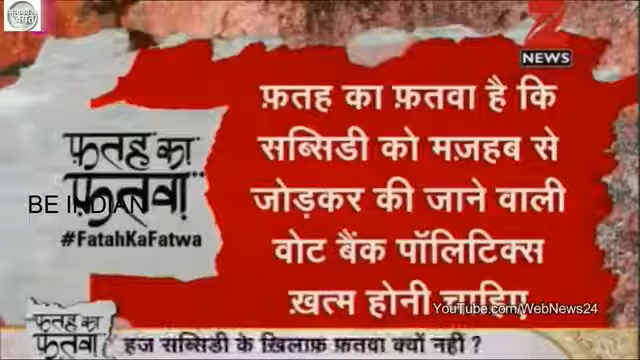 NEWS
फ़तह का फ़तवा है कि
सब्सिडी को मज़हब से
जोड़कर की जाने वाली
वोट बैंक पॉलिटिक्स
ख़त्म होनी चाहिए
फ़तह का
फ़तवा
BE INDIAN
#FatahKaFatwa
YouTube.com/WebNews24
फ़तह का
फ़तवा
हज सब्सिडी के ख़िलाफ़ फ़तवा क्यों नहीं ?